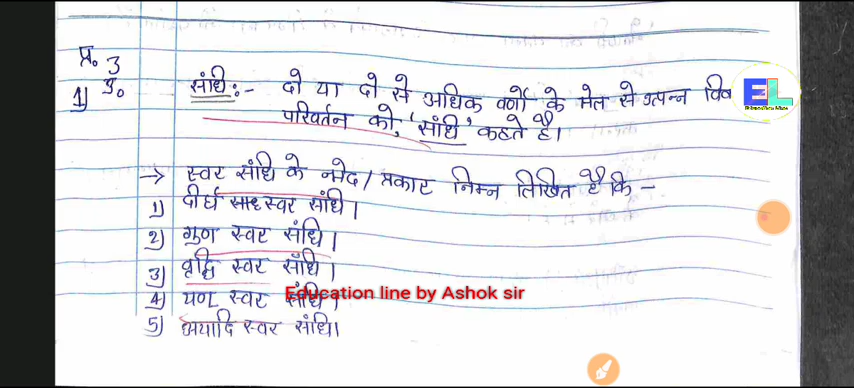 प्र. 3
उ०
1) संधि:- दो या दो से अधिक वर्णों के मेल से उत्पन्न
परिवर्तन को, 'संधि' कहते है।
→ स्वर संधि के भेद / प्रकार निम्न लिखित है कि –
1) दीर्घ स्वर संधि।
2) गुण स्वर संधि।
3) वृद्धि स्वर संधि।
4) यण स्वर संधि।
5) अयादि स्वर संधि।
EL
Education line by Ashok sir